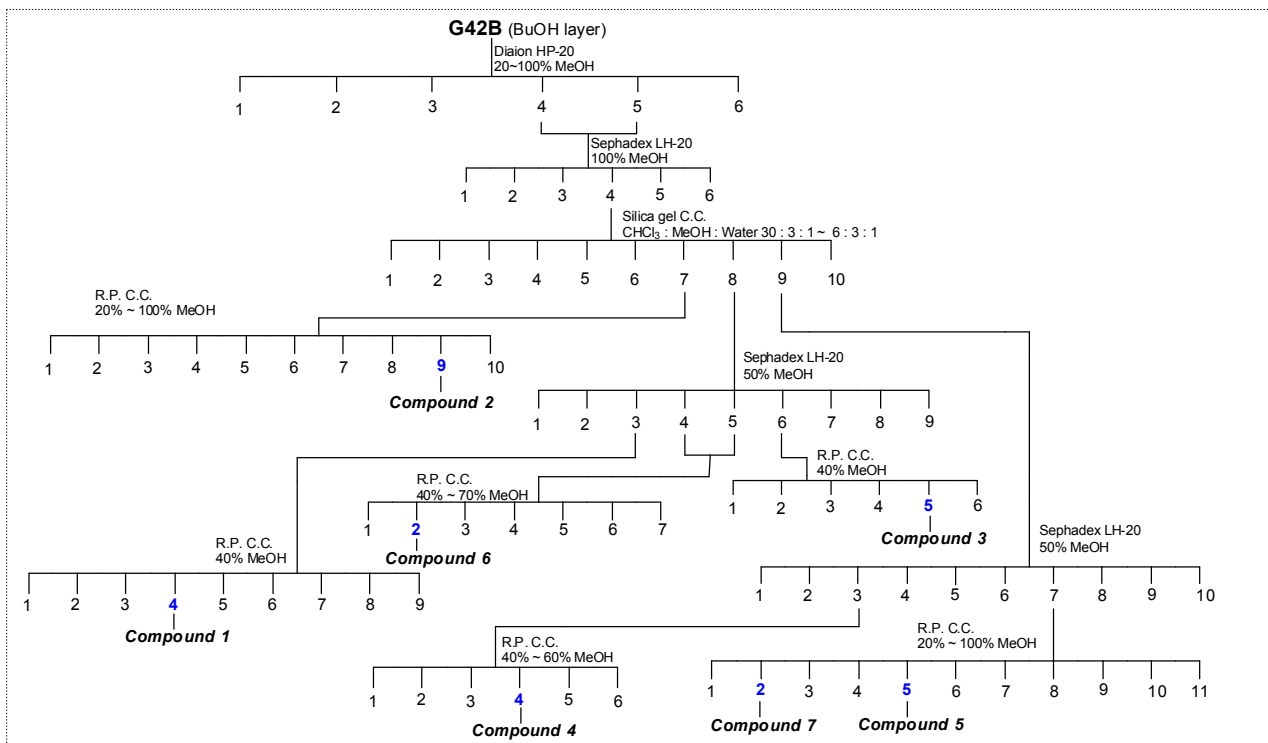 G42B (BuOH layer)
Diaion HP-20
20~100% MeOH
1 2 3 4 5 6
Sephadex LH-20
100% MeOH
1 2 3 4 5 6
Silica gel C.C.
CHCl3 : MeOH : Water 30 : 3 : 1 ~ 6 : 3 : 1
1 2 3 4 5 6 7 8 9 10
R.P. C.C.
20% ~ 100% MeOH
1 2 3 4 5 6 7 8 9 10
Compound 2
Sephadex LH-20
50% MeOH
1 2 3 4 5 6 7 8 9
R.P. C.C.
40% MeOH
1 2 3 4 5 6
Compound 3
R.P. C.C.
40% ~ 70% MeOH
1 2 3 4 5 6 7
Compound 6
R.P. C.C.
40% MeOH
1 2 3 4 5 6 7 8 9
Compound 1
Sephadex LH-20
50% MeOH
1 2 3 4 5 6 7 8 9 10
R.P. C.C.
40% ~ 60% MeOH
1 2 3 4 5 6
Compound 4
R.P. C.C.
20% ~ 100% MeOH
1 2 3 4 5 6 7 8 9 10 11
Compound 7 Compound 5